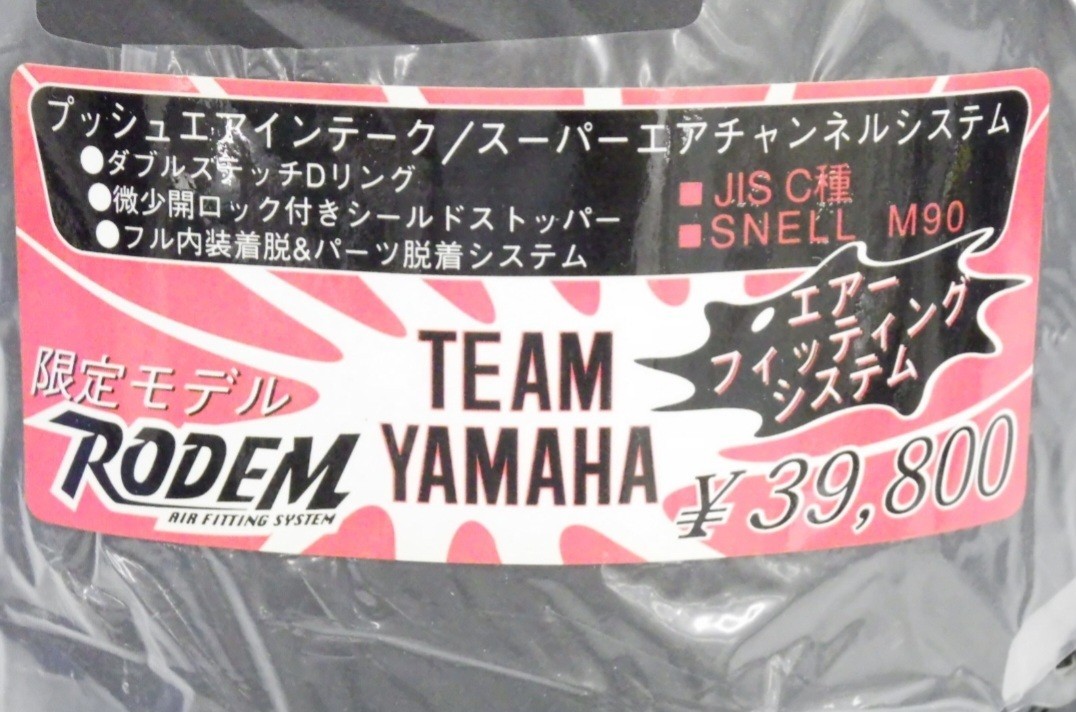 プッシュエアインテーク/スーパーエアチャンネルシステム
●ダブルスナッチDリング
●微少開ロック付きシールドストッパー
●フル内装着脱&パーツ脱着システム
■JIS C種
■SNELL M90
エアー
フィッティング
システム
限定モデル
RODEM
AIR FITTING SYSTEM
TEAM
YAMAHA
¥39,800